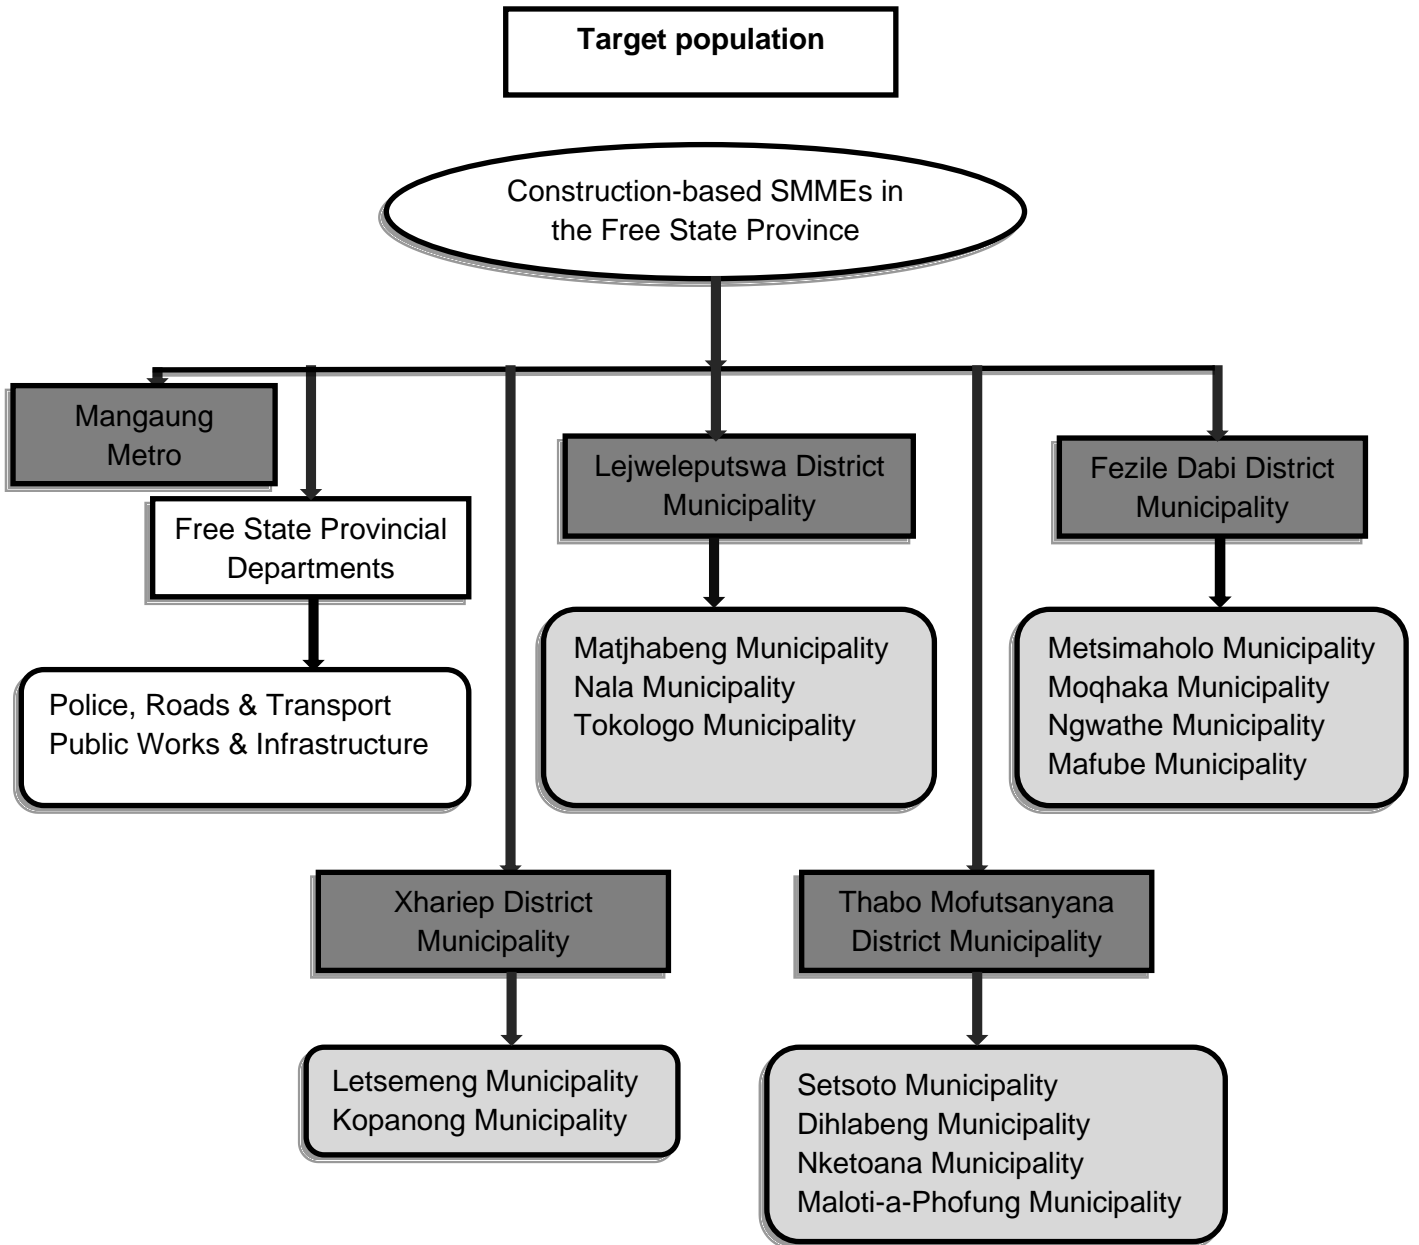 Target population
Construction-based SMMEs in
the Free State Province
Mangaung
Metro
Free State Provincial
Departments
Police, Roads & Transport
Public Works & Infrastructure
Lejweleputswa District
Municipality
Matjhabeng Municipality
Nala Municipality
Tokologo Municipality
Fezile Dabi District
Municipality
Metsimaholo Municipality
Moqhaka Municipality
Ngwathe Municipality
Mafube Municipality
Xhariep District
Municipality
Letsemeng Municipality
Kopanong Municipality
Thabo Mofutsanyana
District Municipality
Setsoto Municipality
Dihlabeng Municipality
Nketoana Municipality
Maloti-a-Phofung Municipality